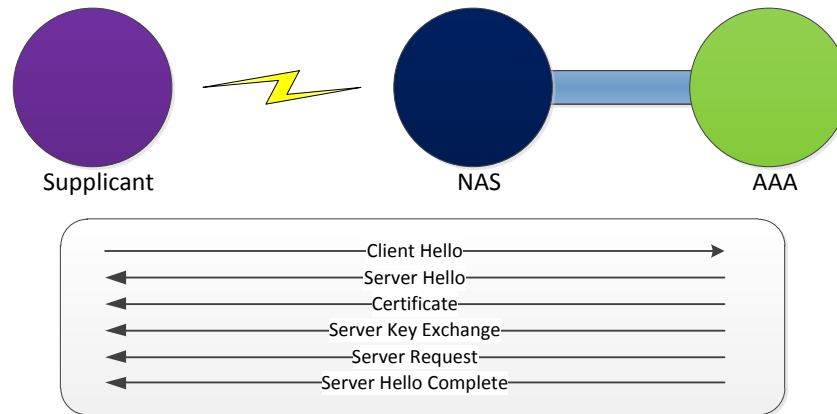 Supplicant
NAS
AAA
Client Hello
Server Hello
Certificate
Server Key Exchange
Server Request
Server Hello Complete